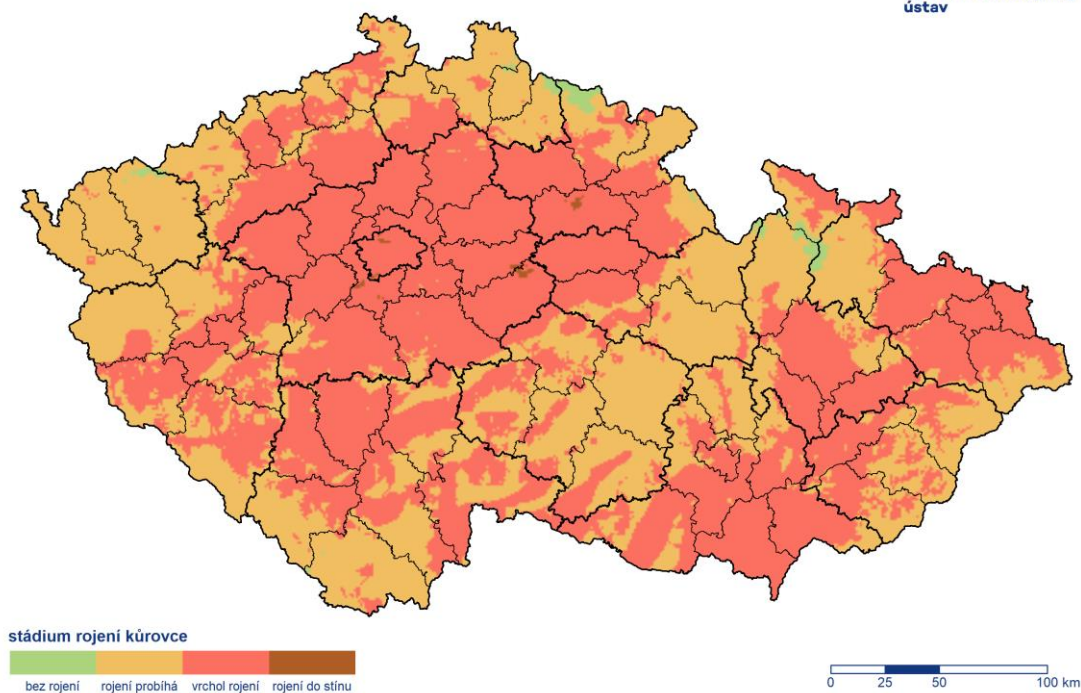 ústav
stádium rojení kůrovce
bez rojení rojení probíhá vrchol rojení rojení do stínu
0 25 50 100 km